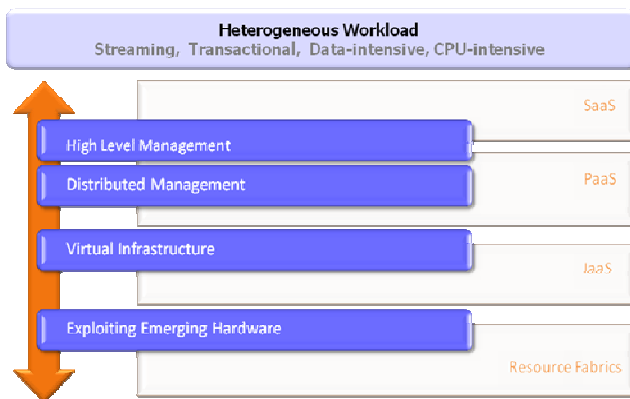 Heterogeneous Workload
Streaming, Transactional, Data-intensive, CPU-intensive
SaaS
High Level Management
Distributed Management
PaaS
Virtual Infrastructure
JaaS
Exploiting Emerging Hardware
Resource Fabrics